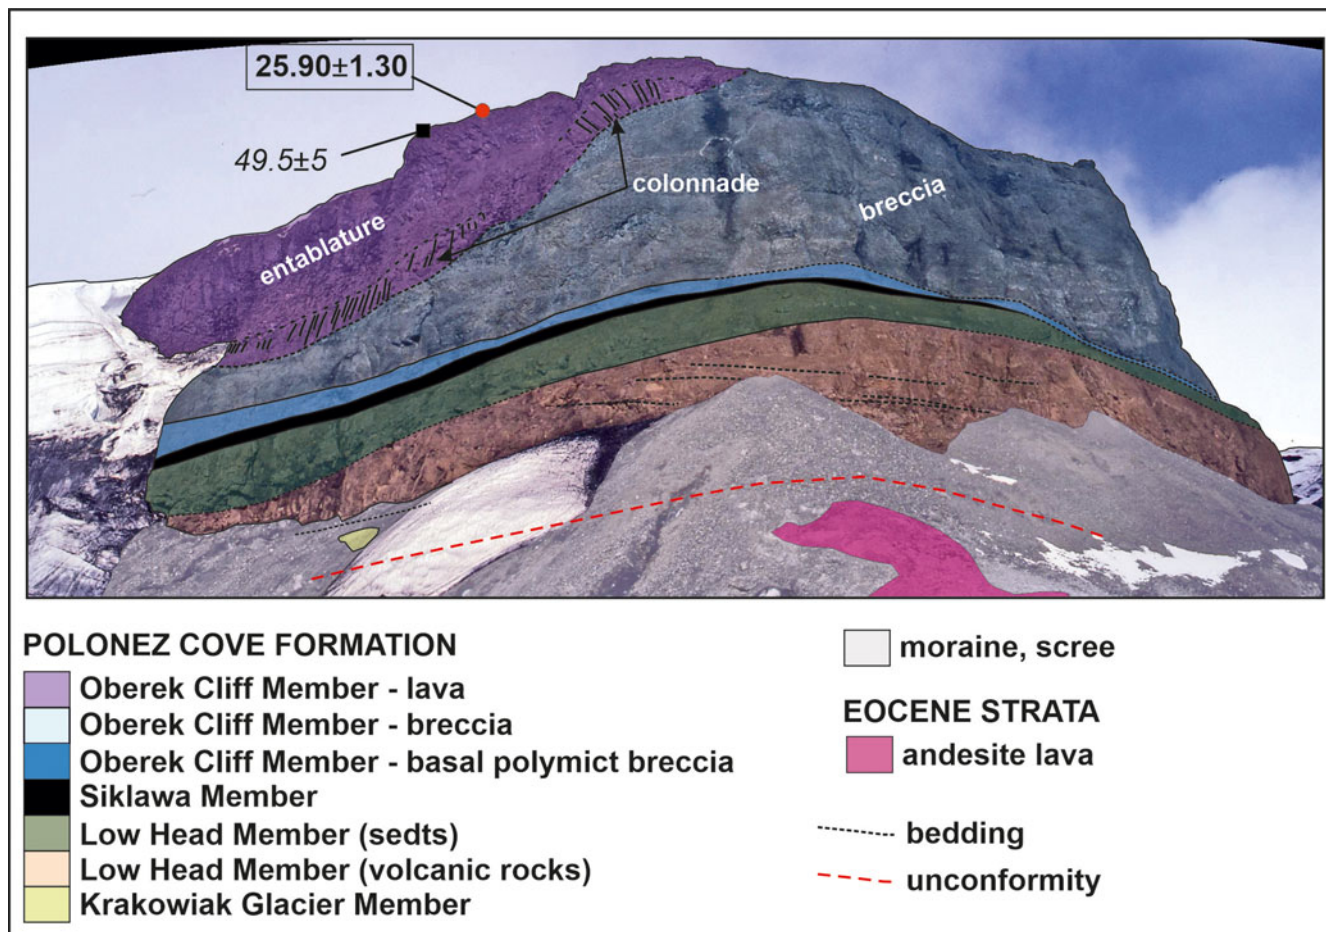 25.90±1.30
49.5±5
colonnade
breccia
entablature
POLONEZ COVE FORMATION
Oberek Cliff Member - lava
Oberek Cliff Member - breccia
Oberek Cliff Member - basal polymict breccia
Siklawa Member
Low Head Member (sedts)
Low Head Member (volcanic rocks)
Krakowiak Glacier Member
moraine, scree
EOCENE STRATA
andesite lava
bedding
unconformity